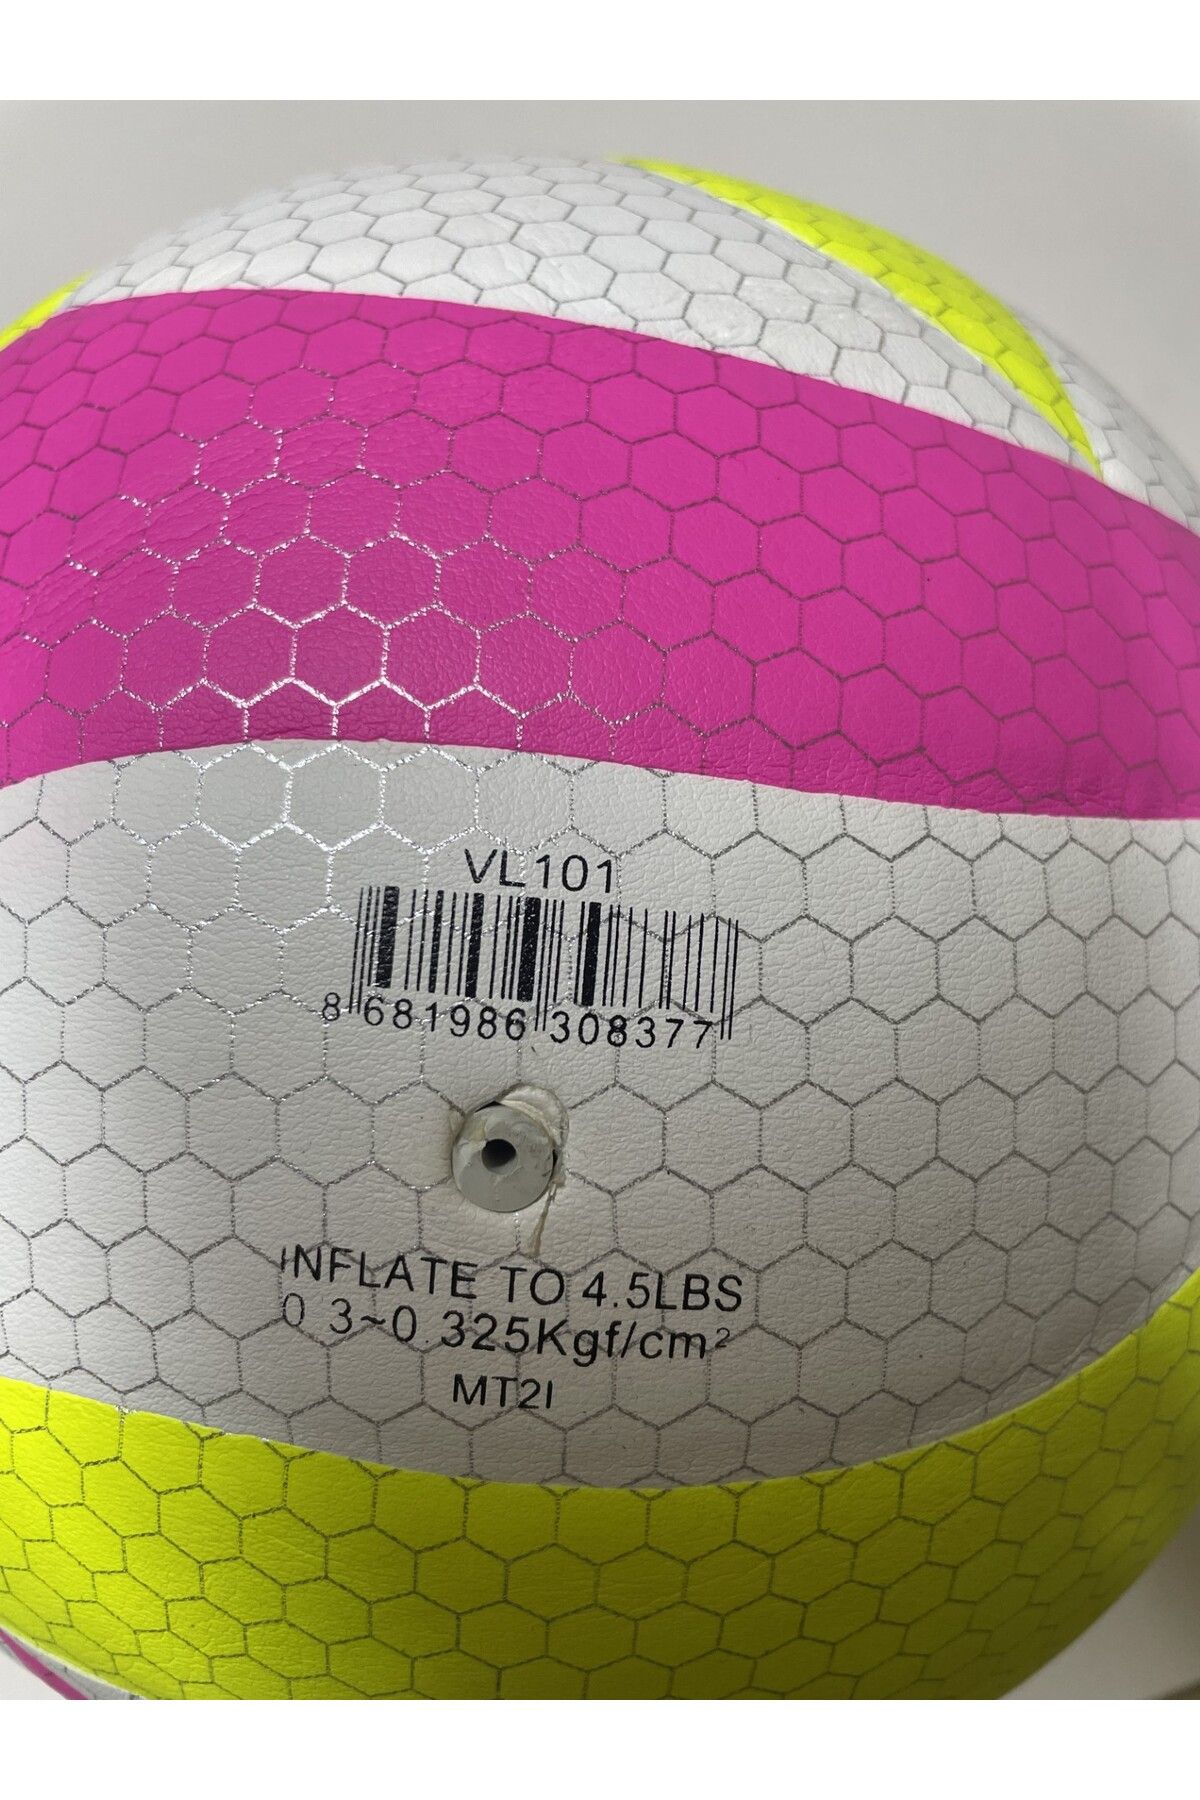 VL101
8 681986 308377
INFLATE TO 4.5LBS
0.3~0.325Kgf/cm²
MT2I